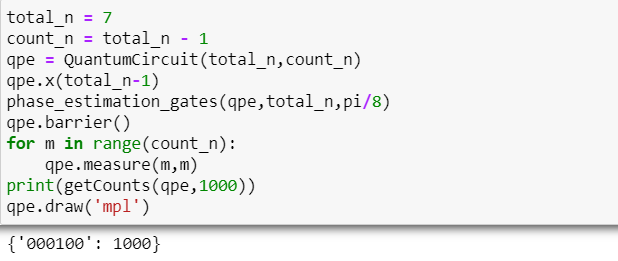 total_n = 7
count_n = total_n - 1
qpe = QuantumCircuit(total_n,count_n)
qpe.x(total_n-1)
phase_estimation_gates(qpe,total_n,pi/8)
qpe.barrier()
for m in range(count_n):
    qpe.measure(m,m)
print(getCounts(qpe,1000))
qpe.draw('mpl')
{'000100': 1000}